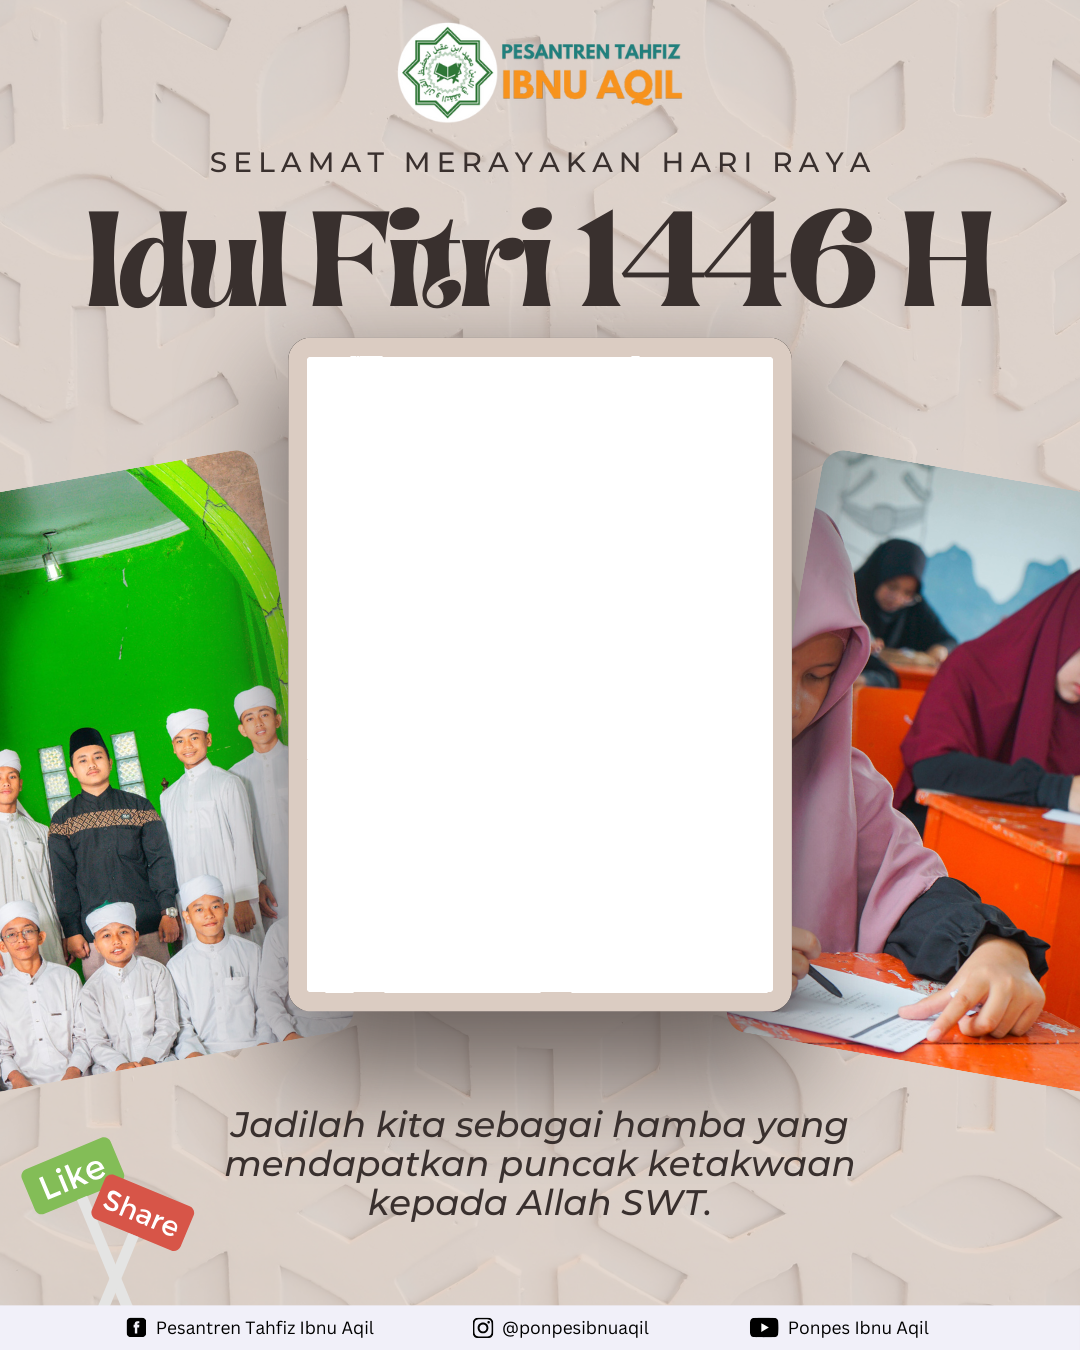 PESANTREN TAHFIZ
IBNU AQIL
SELAMAT MERAYAKAN HARI RAYA
Idul Fitri 1446 H
Jadilah kita sebagai hamba yang
mendapatkan puncak ketakwaan
kepada Allah SWT.
Like
Share
Pesantren Tahfiz Ibnu Aqil
@ponpesibnuaqil
Ponpes Ibnu Aqil